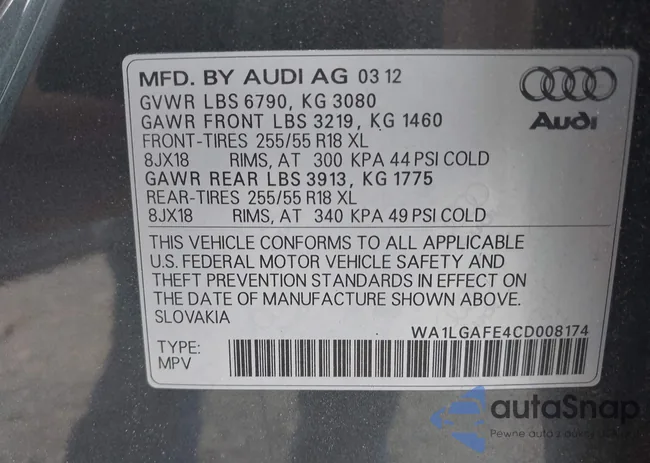 MFD. BY AUDI AG 03 12
GVWR LBS 6790, KG 3080
GAWR FRONT LBS 3219, KG 1460
FRONT-TIRES 255/55 R18 XL
8JX18 RIMS, AT 300 KPA 44 PSI COLD
GAWR REAR LBS 3913, KG 1775
REAR-TIRES 255/55 R18 XL
8JX18 RIMS, AT 340 KPA 49 PSI COLD
Audi
THIS VEHICLE CONFORMS TO ALL APPLICABLE
U.S. FEDERAL MOTOR VEHICLE SAFETY AND
THEFT PREVENTION STANDARDS IN EFFECT ON
THE DATE OF MANUFACTURE SHOWN ABOVE.
SLOVAKIA
WA1LGAFE4CD008174
TYPE:
MPV
autaSnap
Pewne auta z